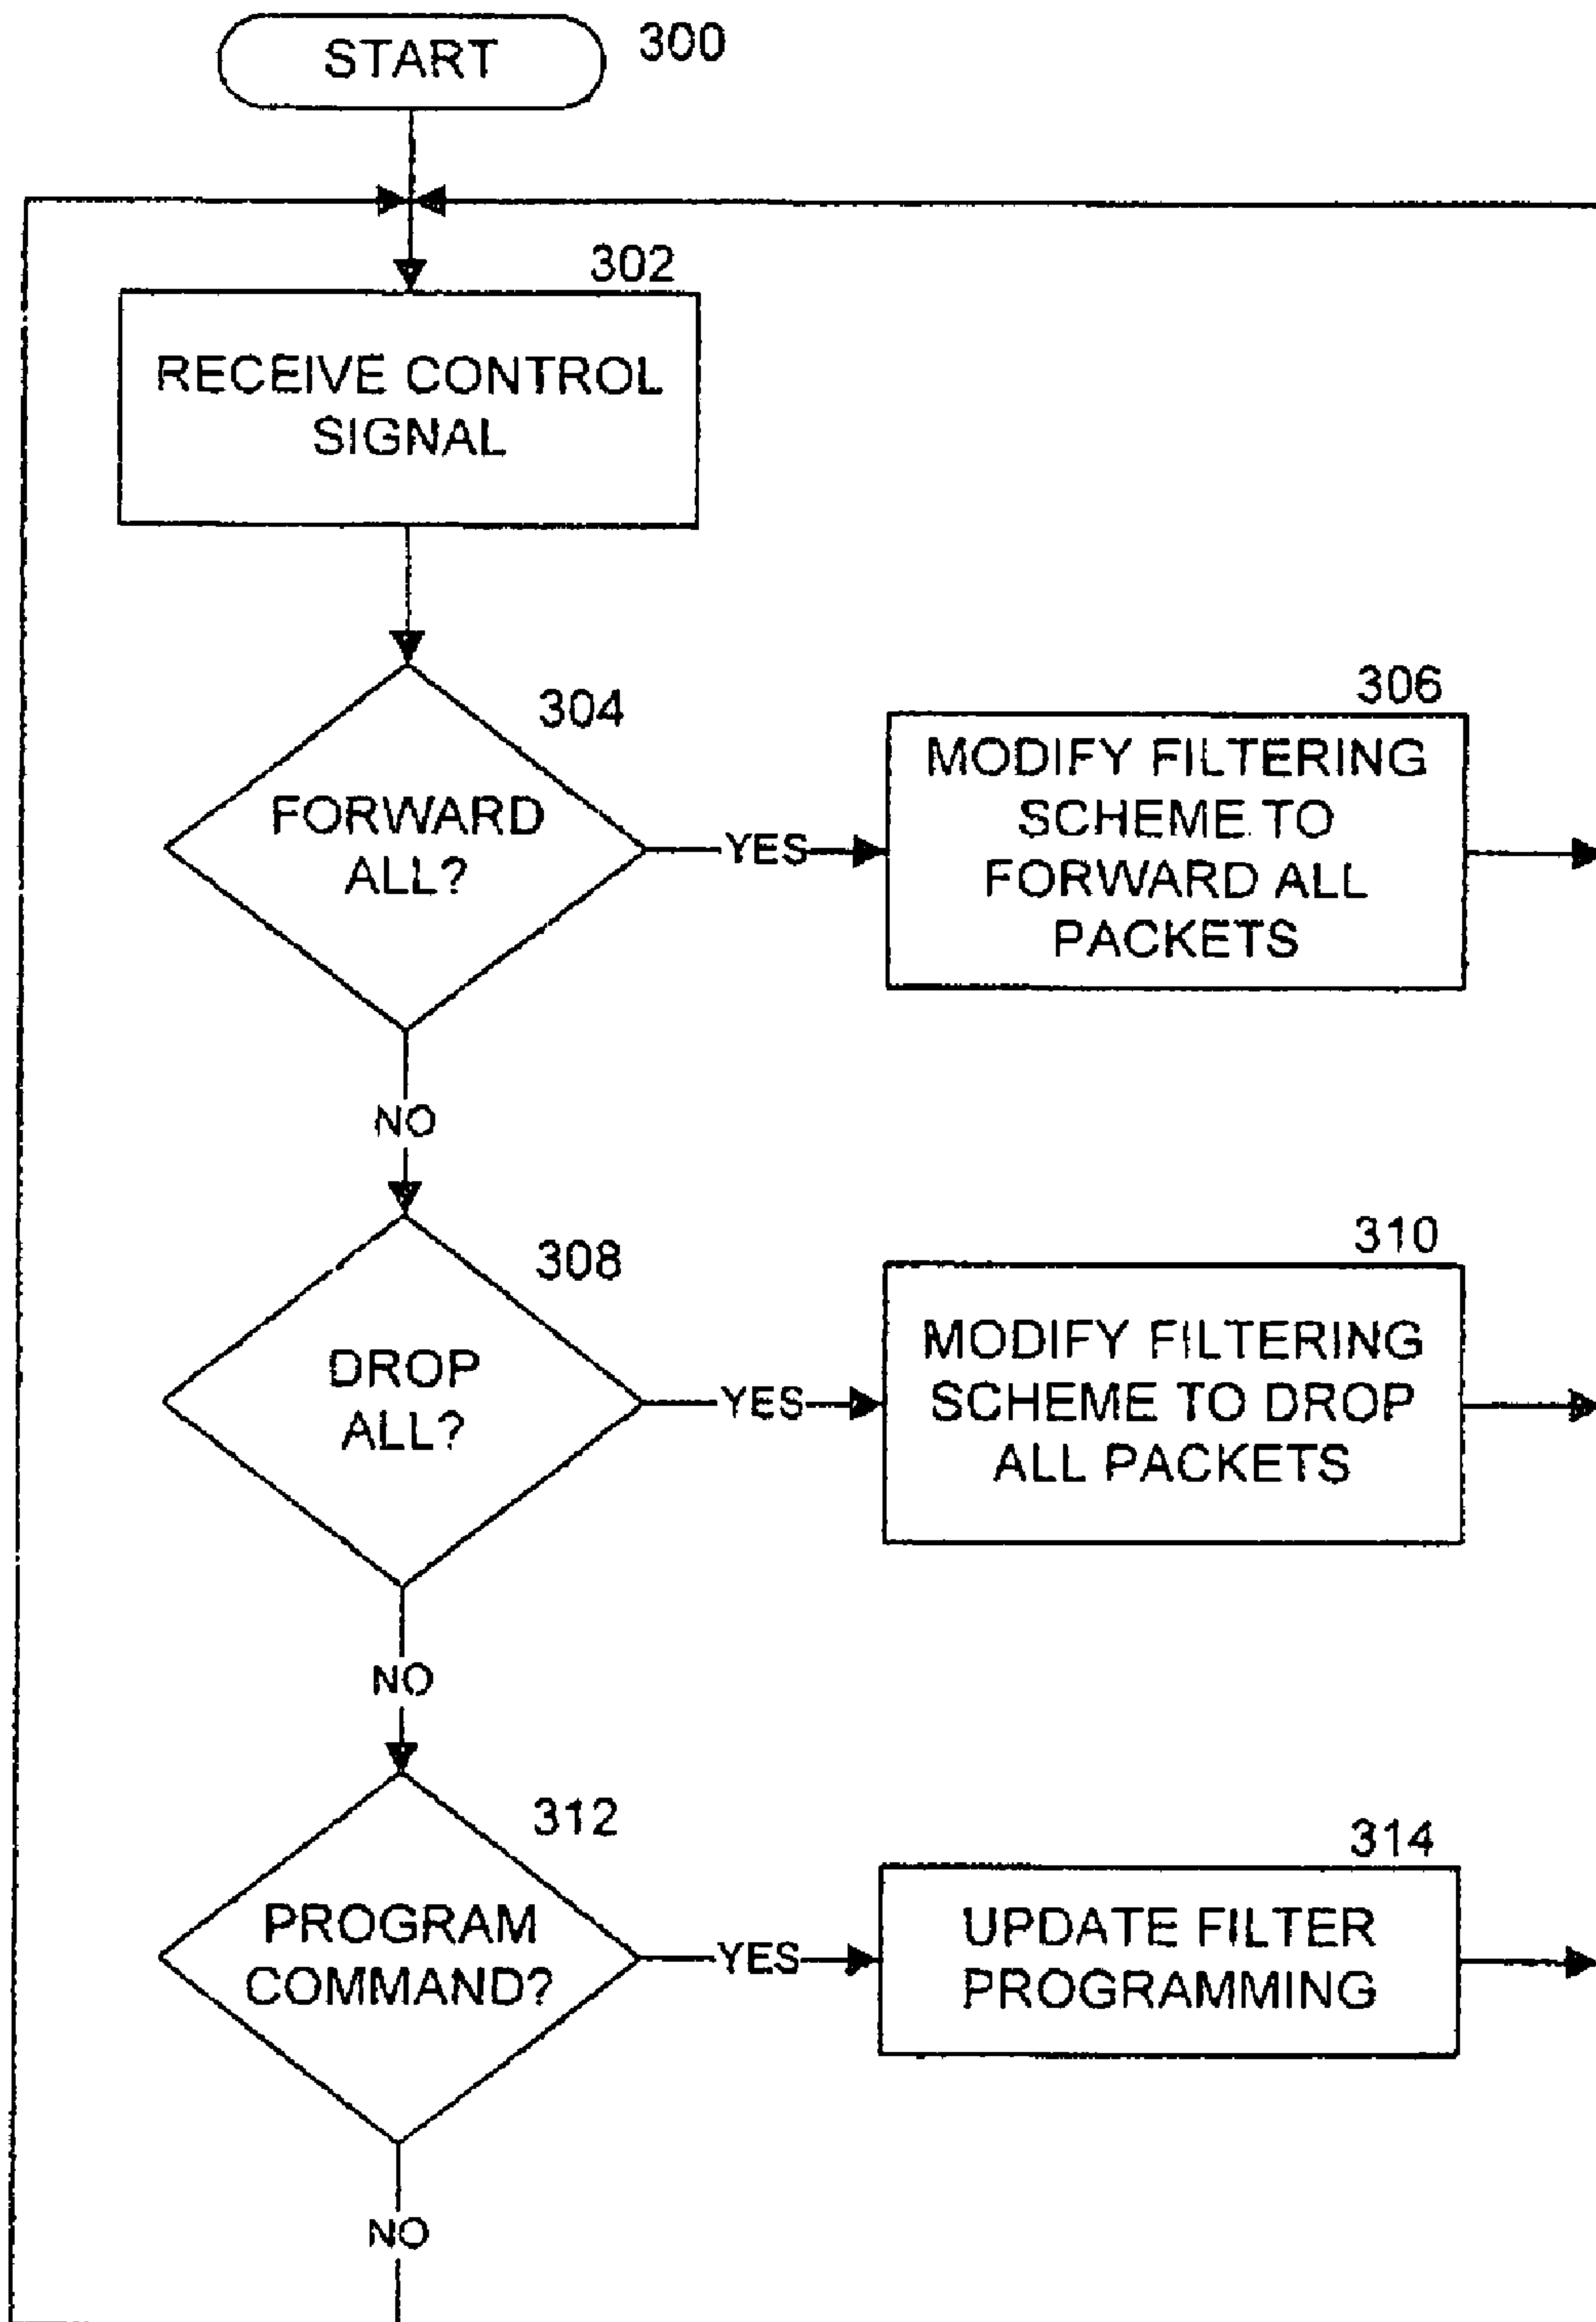 START
300
302
RECEIVE CONTROL
SIGNAL
304
FORWARD
ALL?
YES
306
MODIFY FILTERING
SCHEME TO
FORWARD ALL
PACKETS
NO
308
DROP
ALL?
YES
310
MODIFY FILTERING
SCHEME TO DROP
ALL PACKETS
NO
312
PROGRAM
COMMAND?
YES
314
UPDATE FILTER
PROGRAMMING
NO